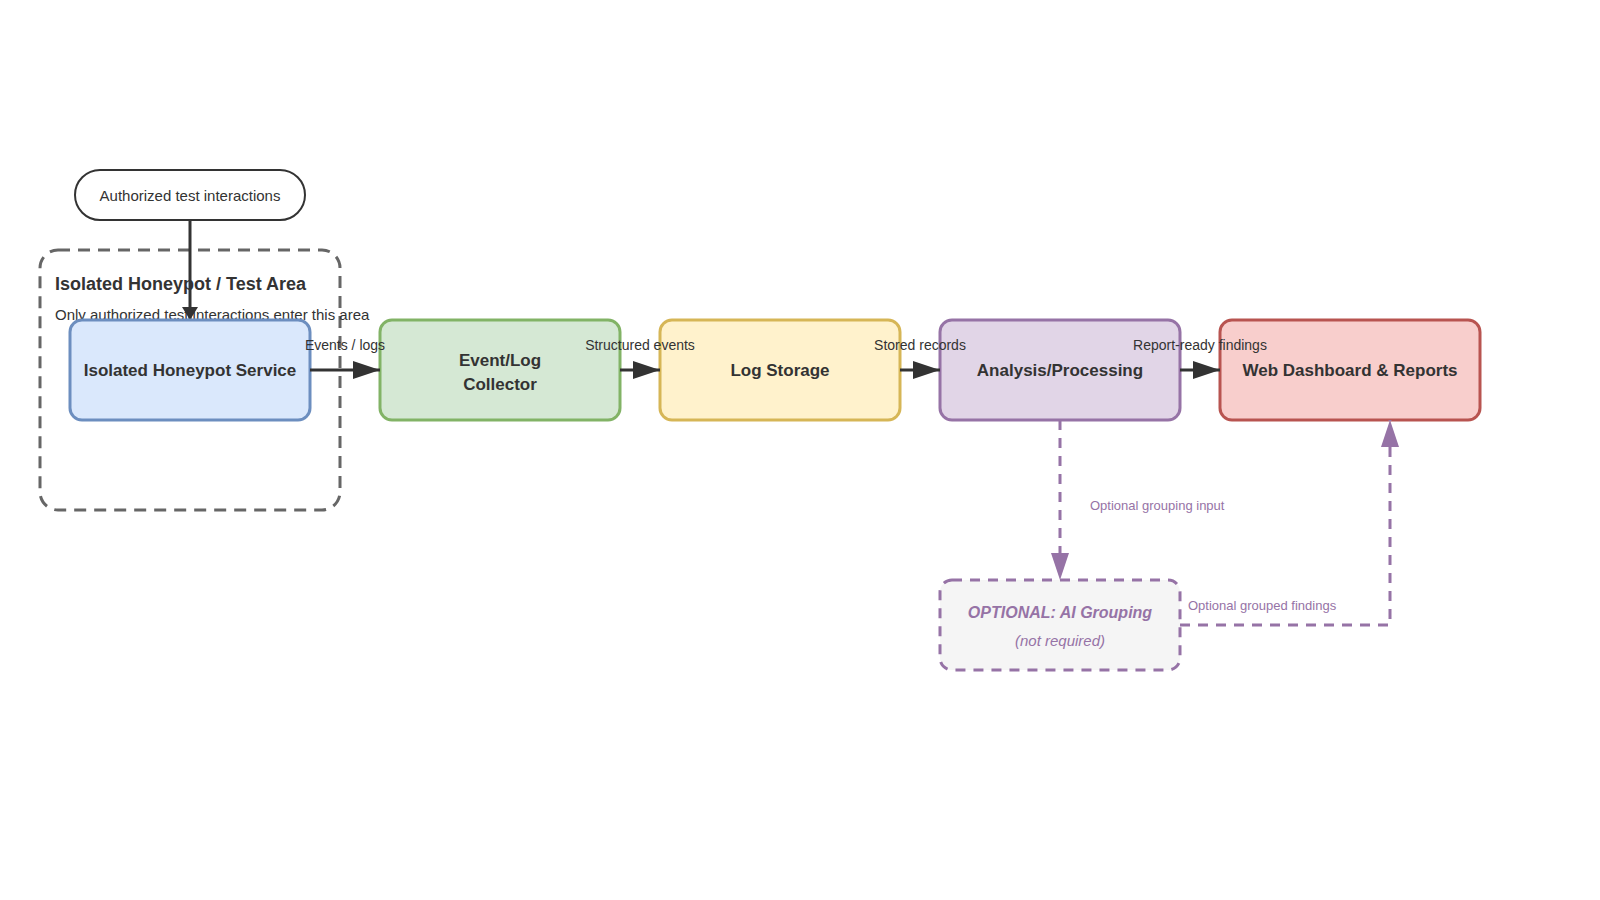 Authorized test interactions
Isolated Honeypot / Test Area
Only authorized test interactions enter this area
Isolated Honeypot Service
Events / logs
Event/Log
Collector
Structured events
Log Storage
Stored records
Analysis/Processing
Report-ready findings
Web Dashboard & Reports
Optional grouping input
OPTIONAL: AI Grouping
(not required)
Optional grouped findings